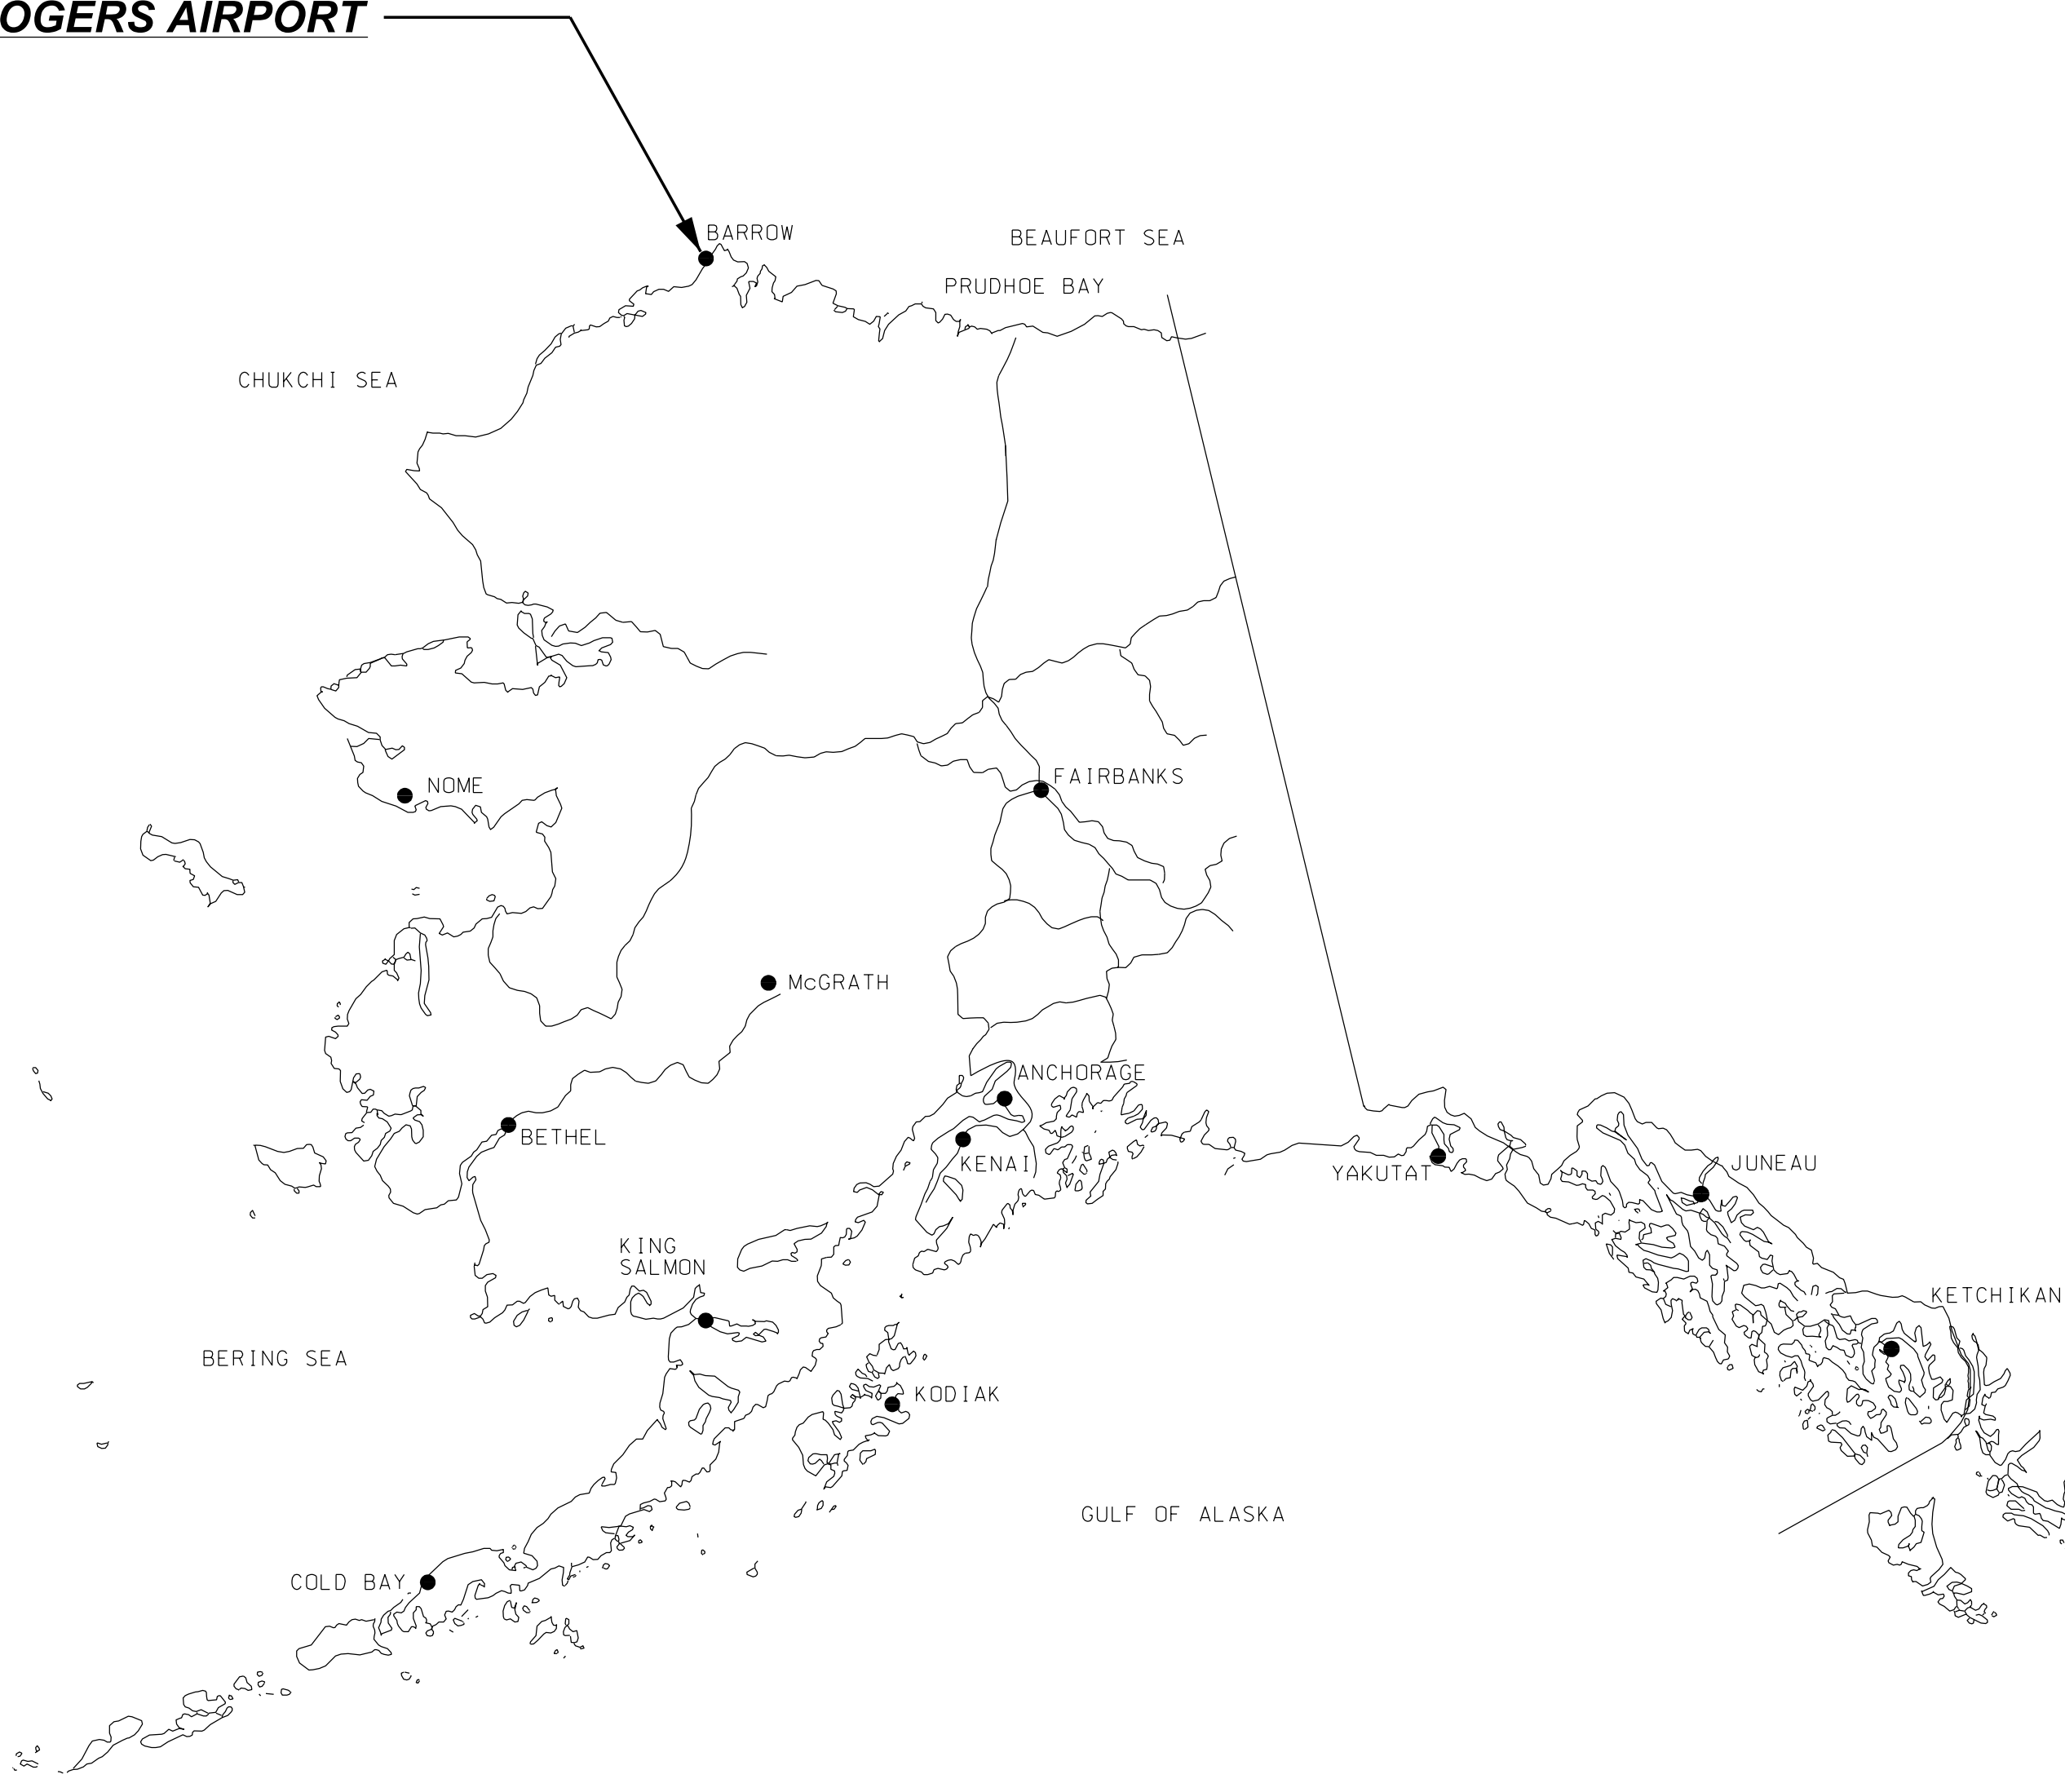 OGERS AIRPORT
BARROW
BEAUFORT SEA
PRUDHOE BAY
CHUKCHI SEA
NOME
FAIRBANKS
McGRATH
ANCHORAGE
BETHEL
KENAI
YAKUTAT
JUNEAU
KING
SALMON
KETCHIKAN
BERING SEA
KODIAK
GULF OF ALASKA
COLD BAY